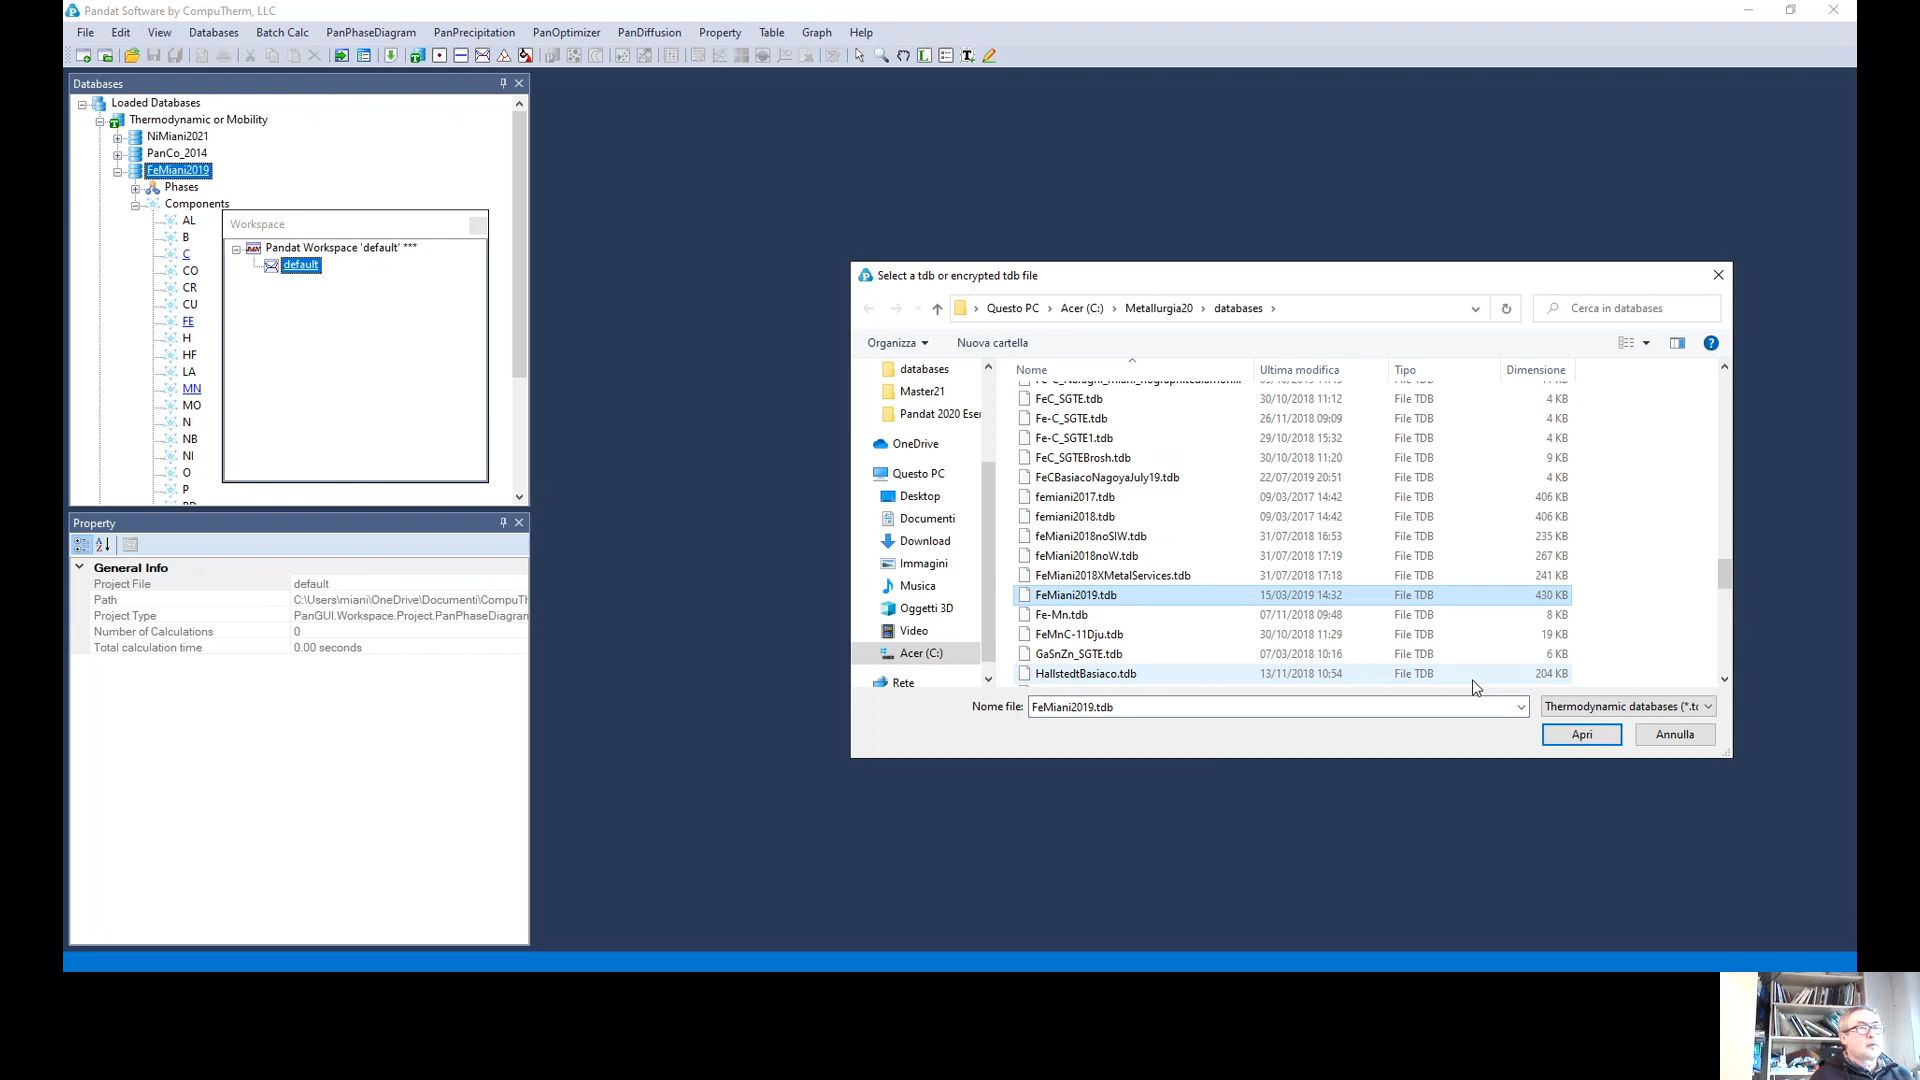 Pandat Software by CompuTherm, LLC
File Edit View Databases Batch Calc PanPhaseDiagram PanPrecipitation PanOptimizer PanDiffusion Property Table Graph Help
Databases
Loaded Databases
Thermodynamic or Mobility
NiMiani2021
PanCo_2014
FeMiani2019
Phases
Components
AL
B
C
CO
CR
CU
FE
H
HF
LA
MN
MO
N
NB
NI
O
P
Workspace
Pandat Workspace 'default' ***
default
Property
General Info
Project File default
Path C:\Users\miani\OneDrive\Documenti\CompuTh
Project Type PanGUI.Workspace.Project.PanPhaseDiagram
Number of Calculations 0
Total calculation time 0.00 seconds
Select a tdb or encrypted tdb file
Questo PC > Acer (C:) > Metallurgia20 > databases >
Cerca in databases
Organizza Nuova cartella
databases
Master21
Pandat 2020 Eser
OneDrive
Questo PC
Desktop
Documenti
Download
Immagini
Musica
Oggetti 3D
Video
Acer (C:)
Rete
Nome Ultima modifica Tipo Dimensione
FeC_SGTE.tdb 30/10/2018 11:12 File TDB 4 KB
Fe-C_SGTE.tdb 26/11/2018 09:09 File TDB 4 KB
Fe-C_SGTE1.tdb 29/10/2018 15:32 File TDB 4 KB
FeC_SGTEBrosh.tdb 30/10/2018 11:20 File TDB 9 KB
FeCBasiacoNagoyaJuly19.tdb 22/07/2019 20:51 File TDB 4 KB
femiani2017.tdb 09/03/2017 14:42 File TDB 406 KB
femiani2018.tdb 09/03/2017 14:42 File TDB 406 KB
feMiani2018noSIW.tdb 31/07/2018 16:53 File TDB 235 KB
feMiani2018noW.tdb 31/07/2018 17:19 File TDB 267 KB
FeMiani2018XMetalServices.tdb 31/07/2018 17:18 File TDB 241 KB
FeMiani2019.tdb 15/03/2019 14:32 File TDB 430 KB
Fe-Mn.tdb 07/11/2018 09:48 File TDB 8 KB
FeMnC-11Dju.tdb 30/10/2018 11:29 File TDB 19 KB
GaSnZn_SGTE.tdb 07/03/2018 10:16 File TDB 6 KB
HallstedtBasiaco.tdb 13/11/2018 10:54 File TDB 204 KB
Nome file: FeMiani2019.tdb Thermodynamic databases (*.tc
Apri Annulla